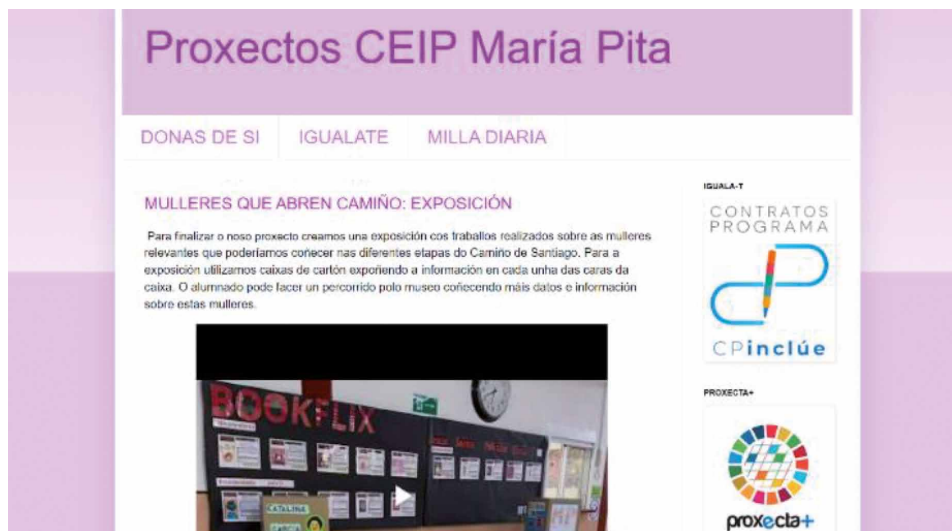 Proxectos CEIP María Pita
DONAS DE SI
IGUALATE
MILLA DIARIA
MULLERES QUE ABREN CAMIÑO: EXPOSICIÓN
Para finalizar o noso proxecto creamos una exposición cos traballos realizados sobre as mulleres
relevantes que poderiamos coñecer nas diferentes etapas do Camiño de Santiago. Para a
exposición utilizamos caixas de cartón expoñendo a información en cada unha das caras da
caixa. O alumnado pode facer un percorrido polo museo coñecendo máis datos e información
sobre estas mulleres.
BOOKFLIX
CATALINA
GARCÍA
IGUALA-T
CONTRATOS
PROGRAMA
CPinclúe
PROXECTA+
proxecta+